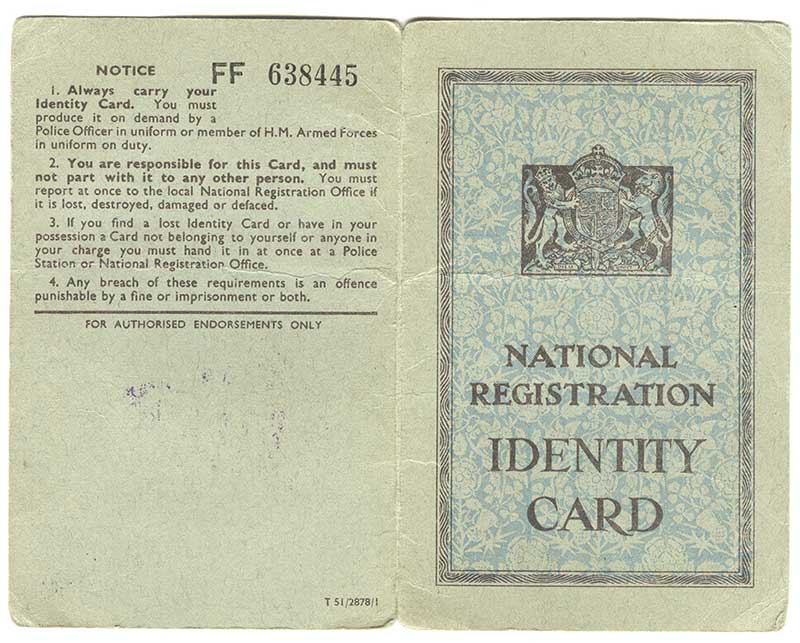 NOTICE FF 638445
1. Always carry your
Identity Card. You must
produce it on demand by a
Police Officer in uniform or member of H.M. Armed Forces
in uniform on duty.
2. You are responsible for this Card, and must
not part with it to any other person. You must
report at once to the local National Registration Office if
it is lost, destroyed, damaged or defaced.
3. If you find a lost Identity Card or have in your
possession a Card not belonging to yourself or anyone in
your charge you must hand it in at once at a Police
Station or National Registration Office.
4. Any breach of these requirements is an offence
punishable by a fine or imprisonment or both.
FOR AUTHORISED ENDORSEMENTS ONLY
T 51/2878/1
NATIONAL
REGISTRATION
IDENTITY
CARD